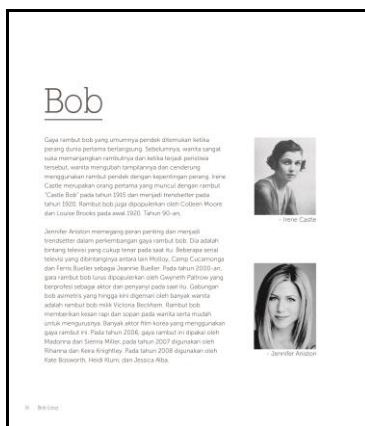 Bob
Gaya rambut bob yang umumnya pendek ditemukan ketika
perang dunia pertama berlangsung. Sebelumnya, wanita sangat
suka memanjangkan rambutnya dan ketika terjadi peristiwa
tersebut, wanita mengubah tampilannya dan cenderung
menggunakan rambut pendek dengan kepentingan perang. Irene
Castle merupakan orang pertama yang muncul dengan rambut
"Castle Bob" pada tahun 1915 dan menjadi trendsetter pada
tahun 1920. Rambut bob juga dipopulerkan oleh Colleen Moore
dan Louise Brooks pada awal 1920. Tahun 90-an,
- Irene Castle
Jennifer Aniston memegang peran penting dan menjadi
trendsetter dalam perkembangan gaya rambut bob. Dia adalah
bintang televisi yang cukup tenar pada saat itu. Beberapa serial
televisi yang dibintanginya antara lain Molloy, Camp Cucamonga
dan Ferris Bueller sebagai Jeannie Bueller. Pada tahun 2000-an,
gara rambut bob lurus dipopulerkan oleh Gwyneth Paltrow yang
berprofesi sebagai aktor dan penyanyi pada saat itu. Gabungan
bob asimetris yang hingga kini digemari oleh banyak wanita
adalah rambut bob milik Victoria Beckham. Rambut bob
memberikan kesan rapi dan sopan pada wanita serta mudah
untuk mengurusnya. Banyak aktor film korea yang menggunakan
gaya rambut ini. Pada tahun 2006, gaya rambut ini dipakai oleh
Madonna dan Sienna Miller, pada tahun 2007 digunakan oleh
Rihanna dan Keira Knightley. Pada tahun 2008 digunakan oleh
Kate Bosworth, Heidi Klum, dan Jessica Alba.
- Jennifer Aniston